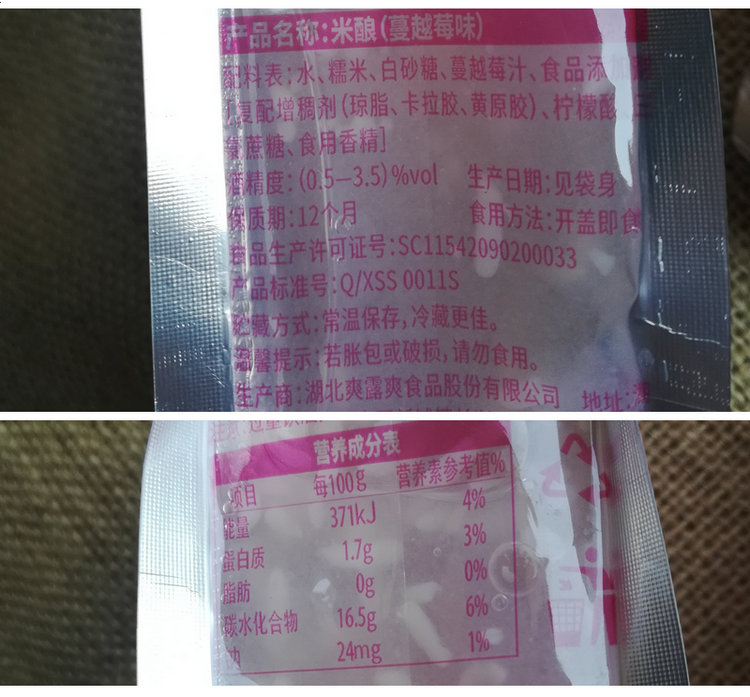 产品名称:米酿(蔓越莓味)
配料表:水、糯米、白砂糖、蔓越莓汁、食品添加剂
[复配增稠剂(琼脂、卡拉胶、黄原胶)、柠檬酸、三
氯蔗糖、食用香精]
酒精度:(0.5—3.5)%vol 生产日期:见袋身
保质期:12个月 食用方法:开盖即食
食品生产许可证号:SC11542090200033
产品标准号:Q/XSS 0011S
贮藏方式:常温保存,冷藏更佳。
温馨提示:若胀包或破损,请勿食用。
生产商:湖北爽露爽食品股份有限公司 地址:湖
营养成分表
项目 每100g 营养素参考值%
能量 371kJ 4%
蛋白质 1.7g 3%
脂肪 0g 0%
碳水化合物 16.5g 6%
钠 24mg 1%